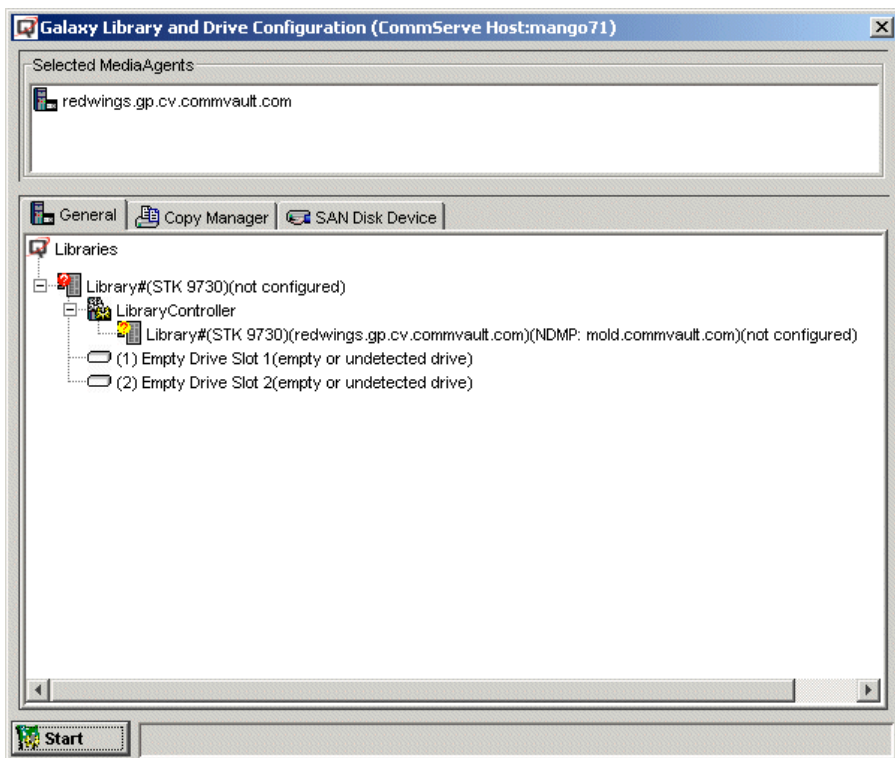 Galaxy Library and Drive Configuration (CommServe Host:mango71)
Selected MediaAgents
redwings.gp.cv.commvault.com
General Copy Manager SAN Disk Device
Libraries
Library#(STK 9730)(not configured)
LibraryController
Library#(STK 9730)(redwings.gp.cv.commvault.com)(NDMP: mold.commvault.com)(not configured)
(1) Empty Drive Slot 1(empty or undetected drive)
(2) Empty Drive Slot 2(empty or undetected drive)
Start